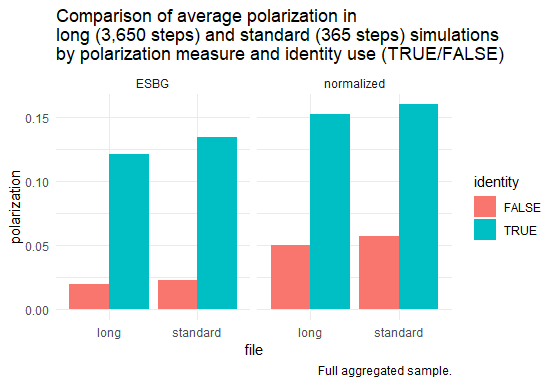 Comparison of average polarization in
long (3,650 steps) and standard (365 steps) simulations
by polarization measure and identity use (TRUE/FALSE)
ESBG
normalized
polarization
0.15
0.10
0.05
0.00
long
standard
long
standard
file
identity
FALSE
TRUE
Full aggregated sample.